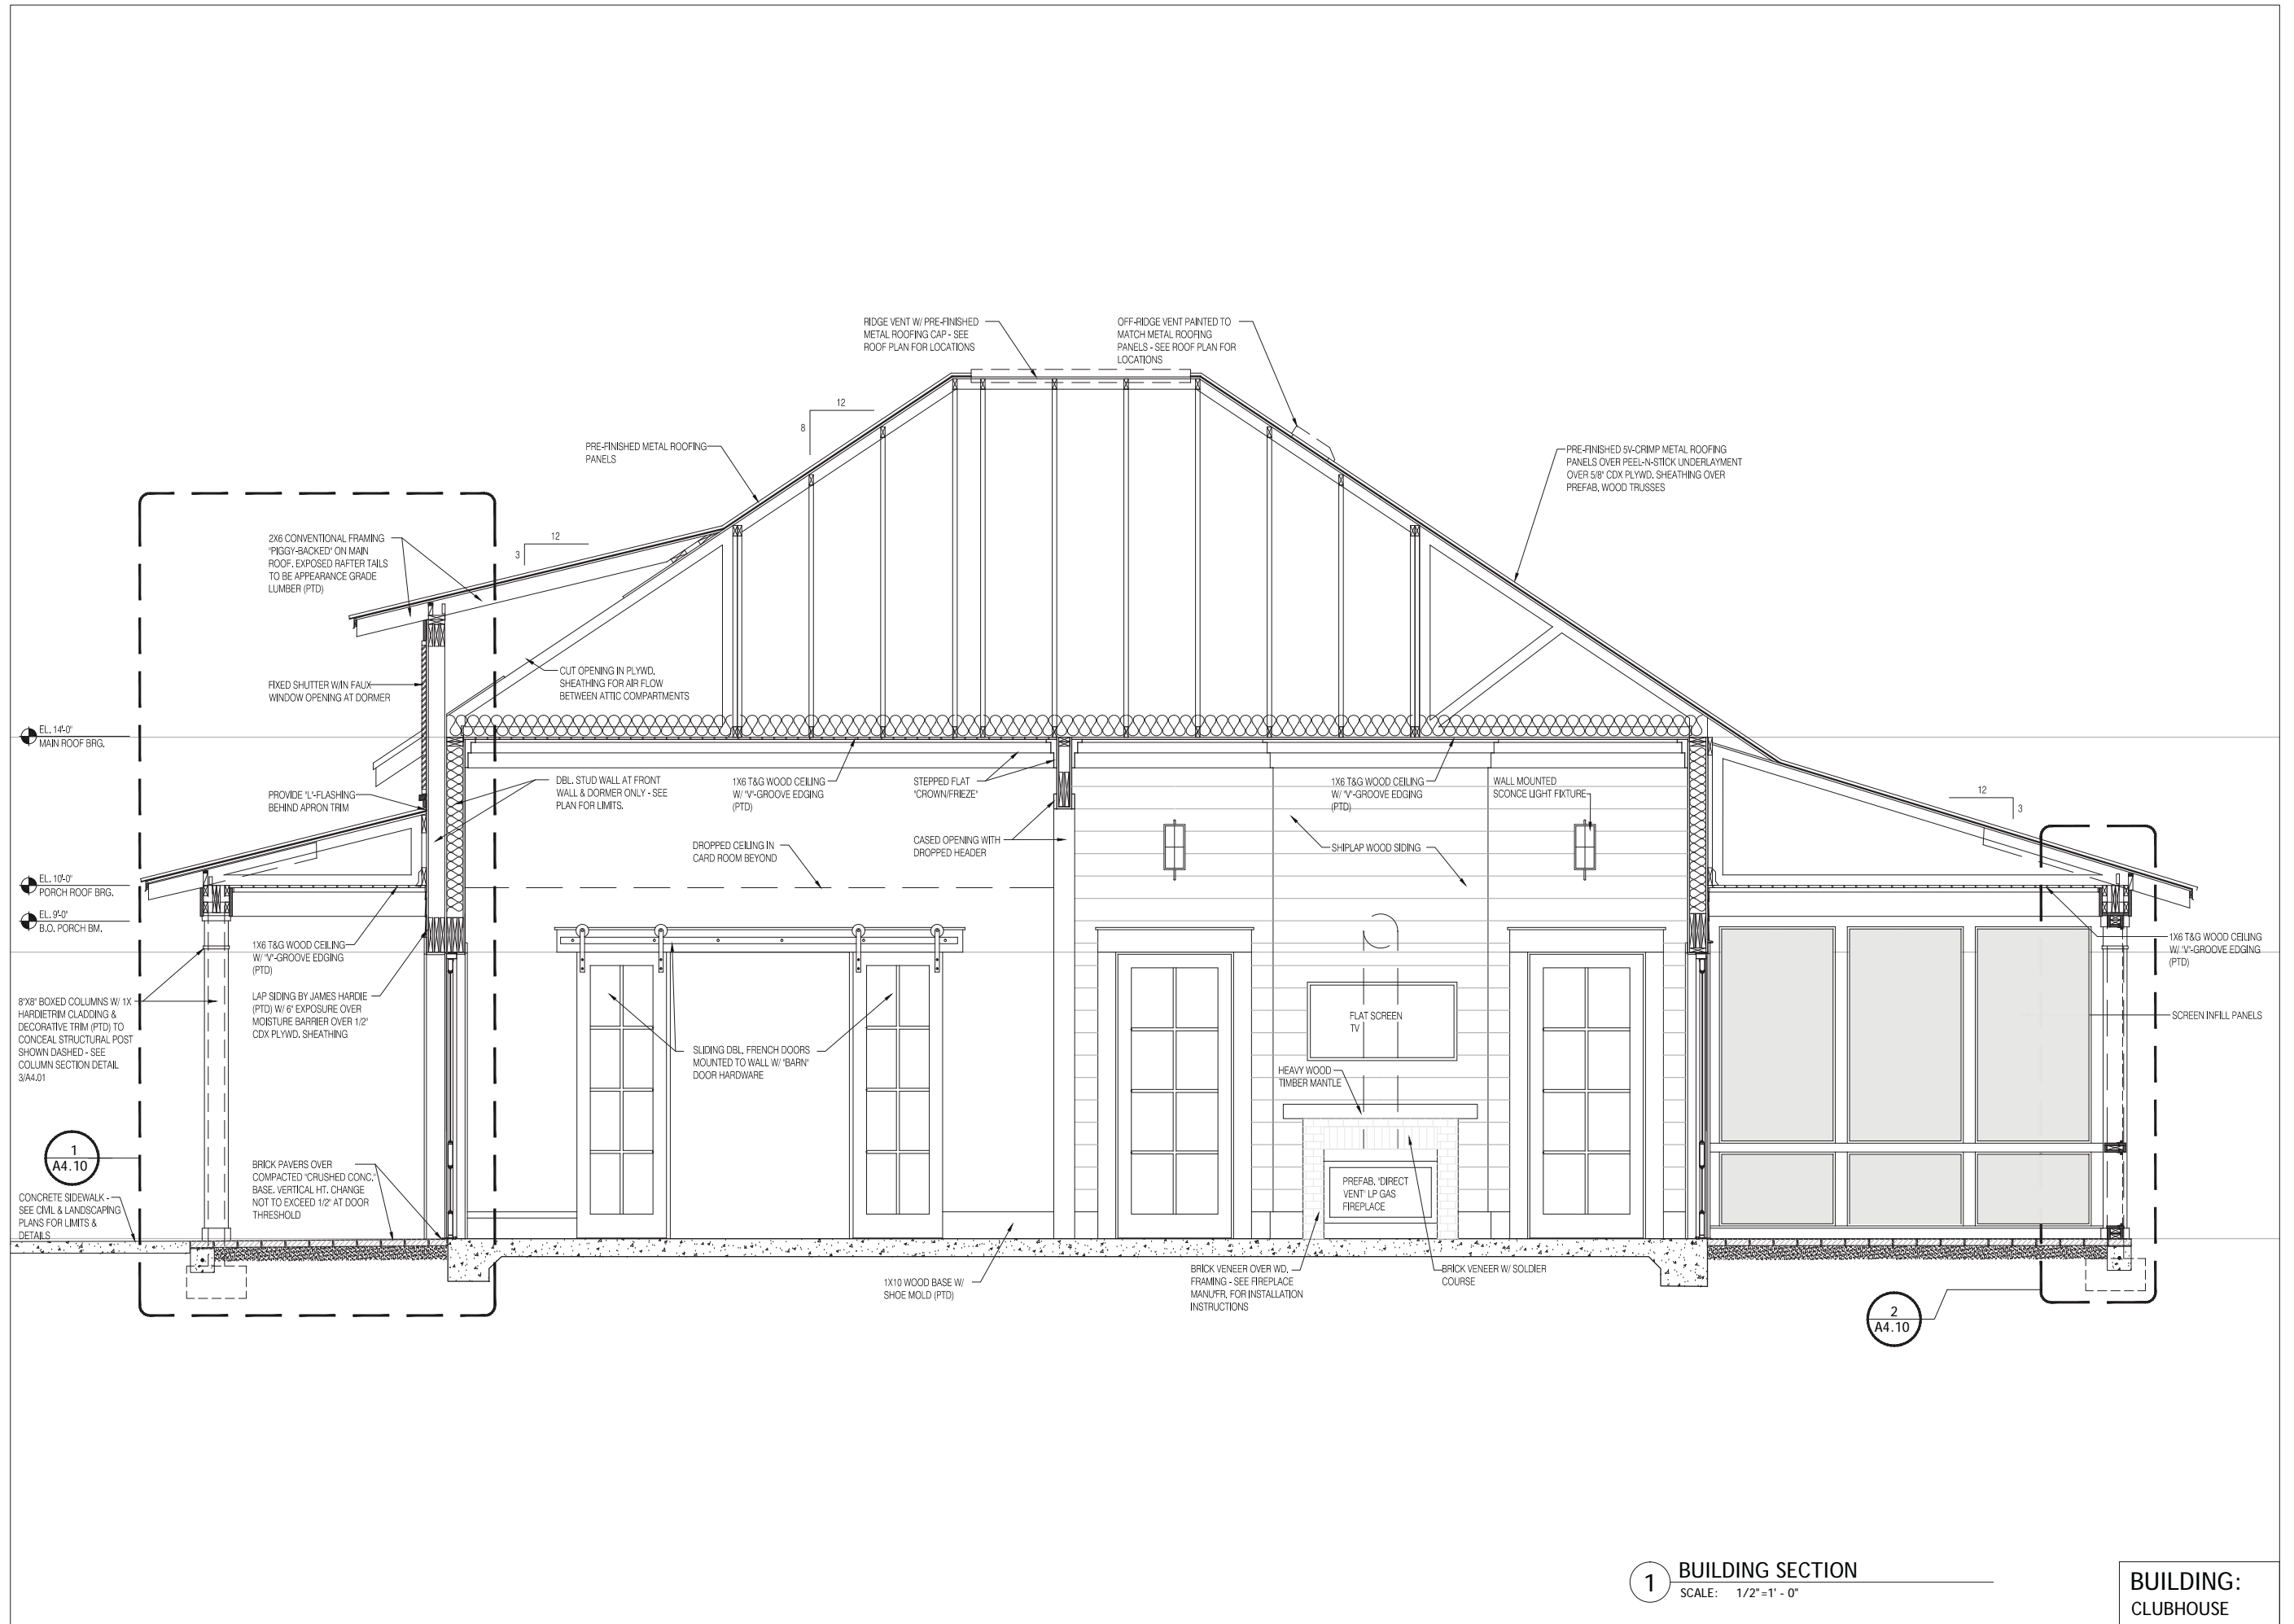 RIDGE VENT W/ PRE-FINISHED
METAL ROOFING CAP - SEE
ROOF PLAN FOR LOCATIONS
OFF-RIDGE VENT PAINTED TO
MATCH METAL ROOFING
PANELS - SEE ROOF PLAN FOR
LOCATIONS
12
8
PRE-FINISHED METAL ROOFING
PANELS
PRE-FINISHED 5V-CRIMP METAL ROOFING
PANELS OVER PEEL-N-STICK UNDERLAYMENT
OVER 5/8" CDX PLYWD. SHEATHING OVER
PREFAB. WOOD TRUSSES
2X6 CONVENTIONAL FRAMING
"PIGGY-BACKED" ON MAIN
ROOF. EXPOSED RAFTER TAILS
TO BE APPEARANCE GRADE
LUMBER (PTD)
12
3
FIXED SHUTTER W/IN FAUX
WINDOW OPENING AT DORMER
CUT OPENING IN PLYWD.
SHEATHING FOR AIR FLOW
BETWEEN ATTIC COMPARTMENTS
EL. 14'-0"
MAIN ROOF BRG.
PROVIDE "L"-FLASHING
BEHIND APRON TRIM
DBL. STUD WALL AT FRONT
WALL & DORMER ONLY - SEE
PLAN FOR LIMITS.
1X6 T&G WOOD CEILING
W/ "V"-GROOVE EDGING
(PTD)
STEPPED FLAT
"CROWN/FRIEZE"
1X6 T&G WOOD CEILING
W/ "V"-GROOVE EDGING
(PTD)
WALL MOUNTED
SCONCE LIGHT FIXTURE
12
3
DROPPED CEILING IN
CARD ROOM BEYOND
CASED OPENING WITH
DROPPED HEADER
SHIPLAP WOOD SIDING
EL. 10'-0"
PORCH ROOF BRG.
EL. 9'-0"
B.O. PORCH BM.
1X6 T&G WOOD CEILING
W/ "V"-GROOVE EDGING
(PTD)
1X6 T&G WOOD CEILING
W/ "V"-GROOVE EDGING
(PTD)
8"X8" BOXED COLUMNS W/ 1X
HARDIETRIM CLADDING &
DECORATIVE TRIM (PTD) TO
CONCEAL STRUCTURAL POST
SHOWN DASHED - SEE
COLUMN SECTION DETAIL
3/A4.01
LAP SIDING BY JAMES HARDIE
(PTD) W/ 6" EXPOSURE OVER
MOISTURE BARRIER OVER 1/2"
CDX PLYWD. SHEATHING
FLAT SCREEN
TV
SCREEN INFILL PANELS
SLIDING DBL. FRENCH DOORS
MOUNTED TO WALL W/ "BARN"
DOOR HARDWARE
HEAVY WOOD
TIMBER MANTLE
1
A4.10
BRICK PAVERS OVER
COMPACTED "CRUSHED CONC."
BASE. VERTICAL HT. CHANGE
NOT TO EXCEED 1/2" AT DOOR
THRESHOLD
PREFAB. "DIRECT
VENT" LP GAS
FIREPLACE
CONCRETE SIDEWALK -
SEE CIVIL & LANDSCAPING
PLANS FOR LIMITS &
DETAILS
1X10 WOOD BASE W/
SHOE MOLD (PTD)
BRICK VENEER OVER WD.
FRAMING - SEE FIREPLACE
MANU'FR. FOR INSTALLATION
INSTRUCTIONS
BRICK VENEER W/ SOLDIER
COURSE
2
A4.10
1
BUILDING SECTION
SCALE: 1/2"=1' - 0"
BUILDING:
CLUBHOUSE